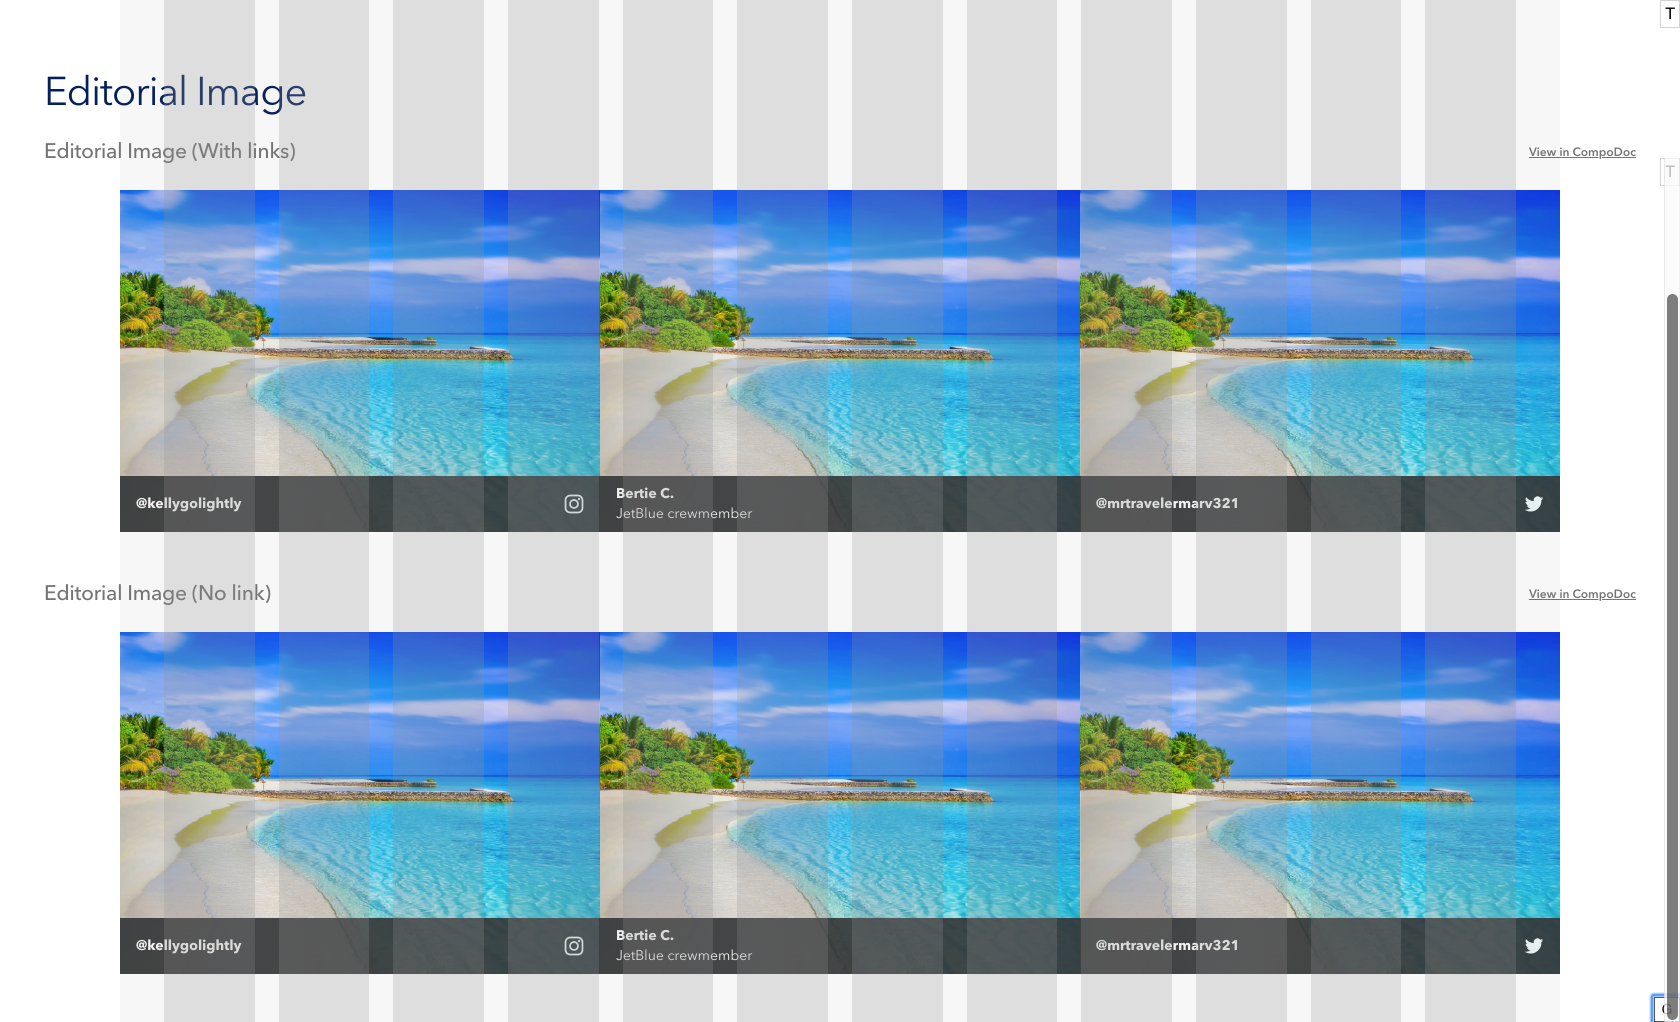 T
Editorial Image
Editorial Image (With links)
View in CompoDoc
T
@kellygolightly
Bertie C.
JetBlue crewmember
@mrtravelermarv321
Editorial Image (No link)
View in CompoDoc
@kellygolightly
Bertie C.
JetBlue crewmember
@mrtravelermarv321